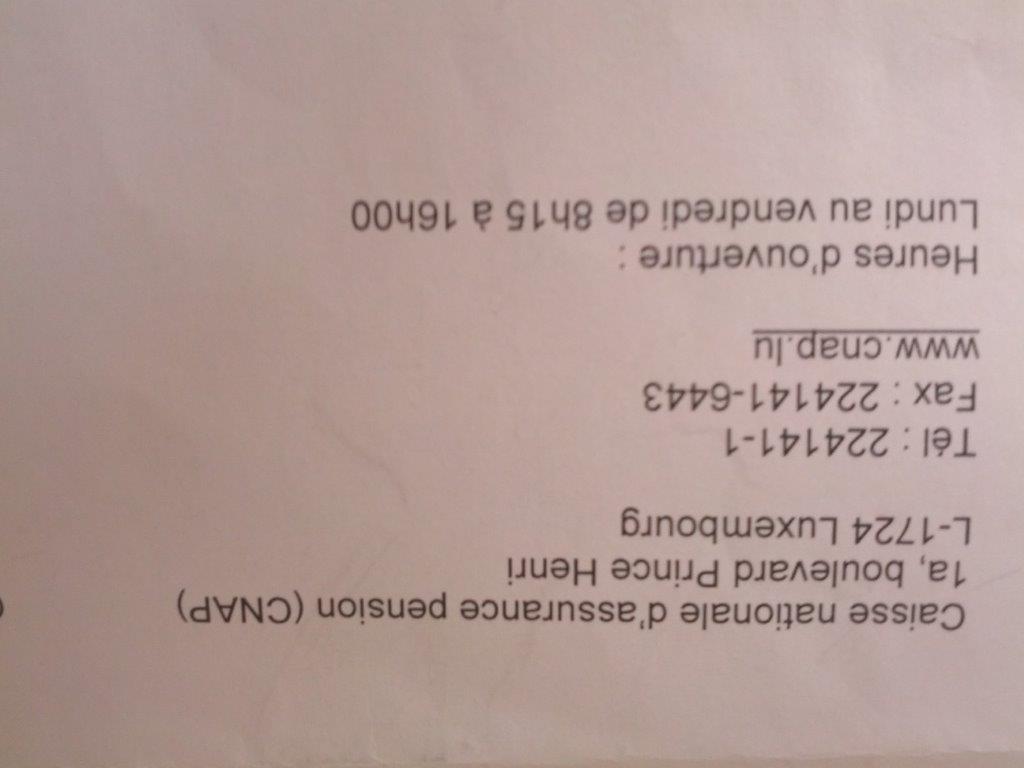 Caisse nationale d'assurance pension (CNAP)
1a, boulevard Prince Henri
L-1724 Luxembourg
Tél : 224141-1
Fax : 224141-6443
www.cnap.lu
Heures d'ouverture :
Lundi au vendredi de 8h15 à 16h00